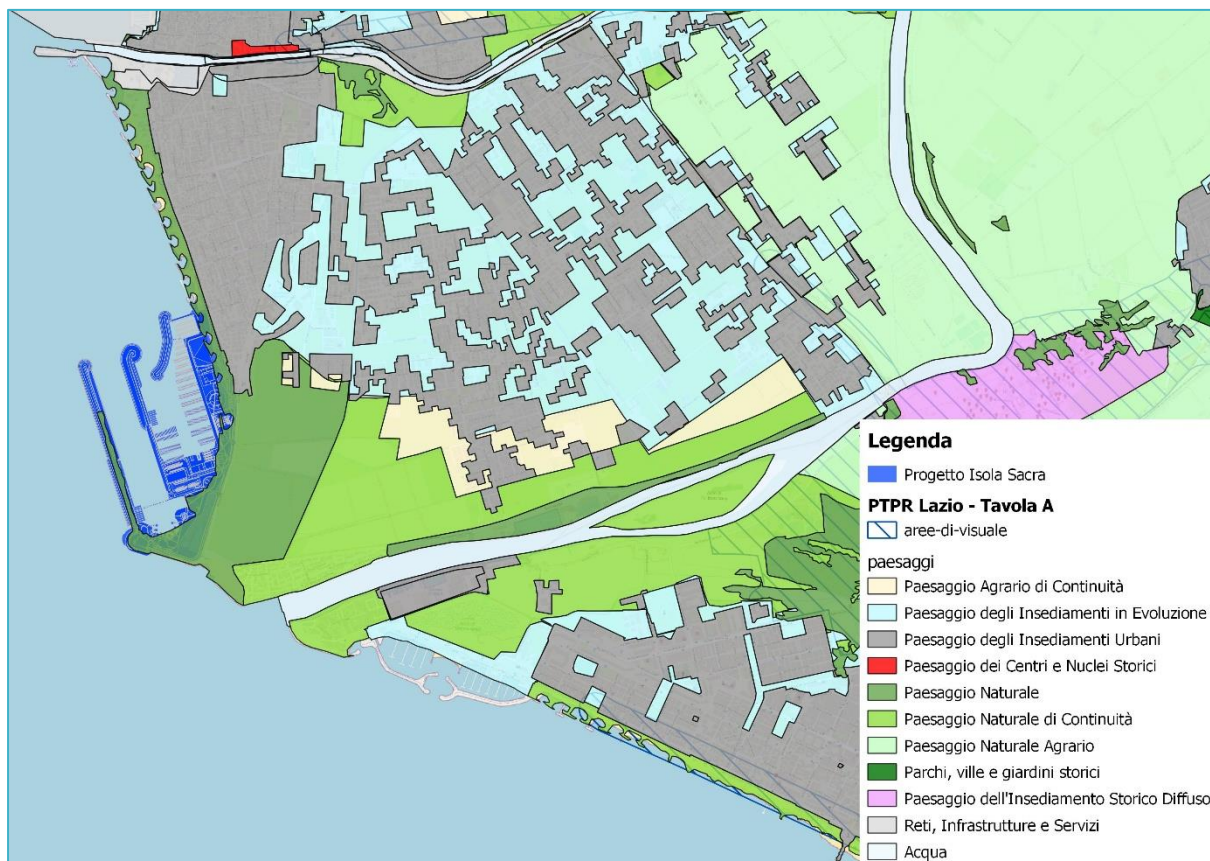 Legenda
Progetto Isola Sacra
PTPR Lazio - Tavola A
aree-di-visuale
paesaggi
Paesaggio Agrario di Continuità
Paesaggio degli Insediamenti in Evoluzione
Paesaggio degli Insediamenti Urbani
Paesaggio dei Centri e Nuclei Storici
Paesaggio Naturale
Paesaggio Naturale di Continuità
Paesaggio Naturale Agrario
Parchi, ville e giardini storici
Paesaggio dell'Insediamento Storico Diffuso
Reti, Infrastrutture e Servizi
Acqua